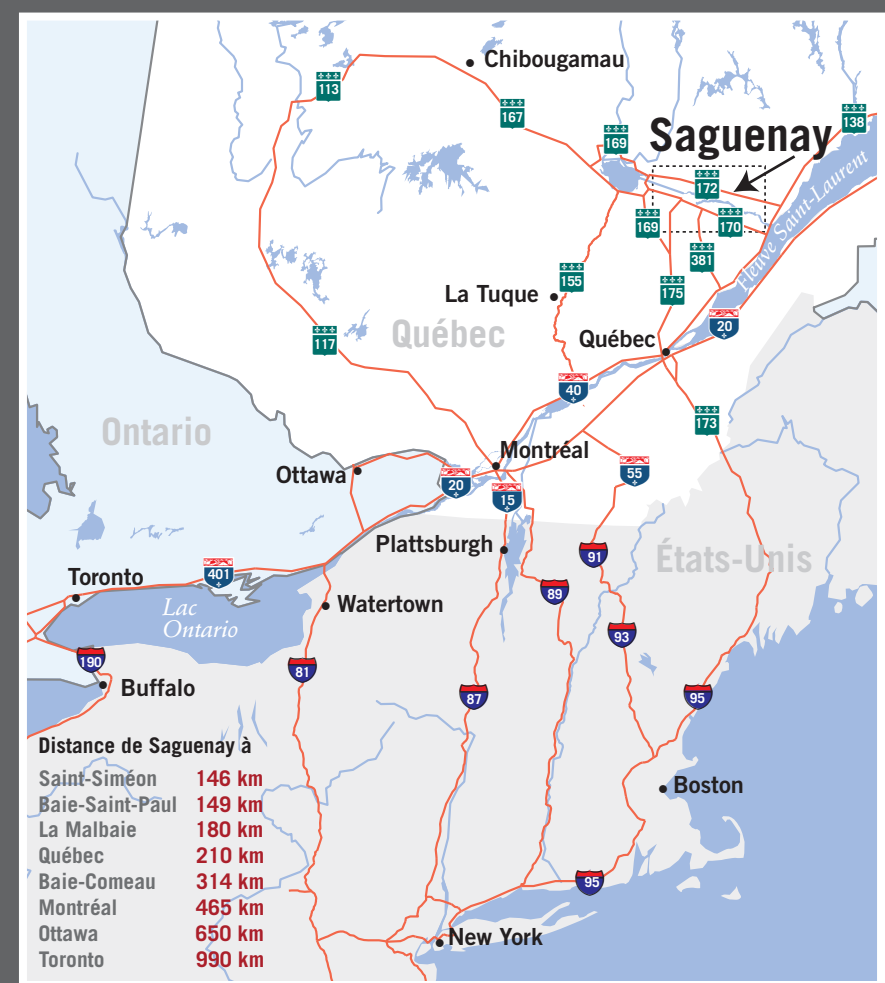 Chibougamau
113
167
138
169
Saguenay
172
169
170
Fleuve Saint-Laurent
381
155
175
La Tuque
Québec
Québec
20
117
40
173
Ontario
Montréal
Ottawa
20
15
55
Plattsburgh
91
États-Unis
401
Toronto
89
Lac
Ontario
Watertown
93
190
81
Buffalo
87
95
Distance de Saguenay à
Saint-Siméon 146 km
Baie-Saint-Paul 149 km
La Malbaie 180 km
Québec 210 km
Baie-Comeau 314 km
Montréal 465 km
Ottawa 650 km
Toronto 990 km
Boston
95
New York